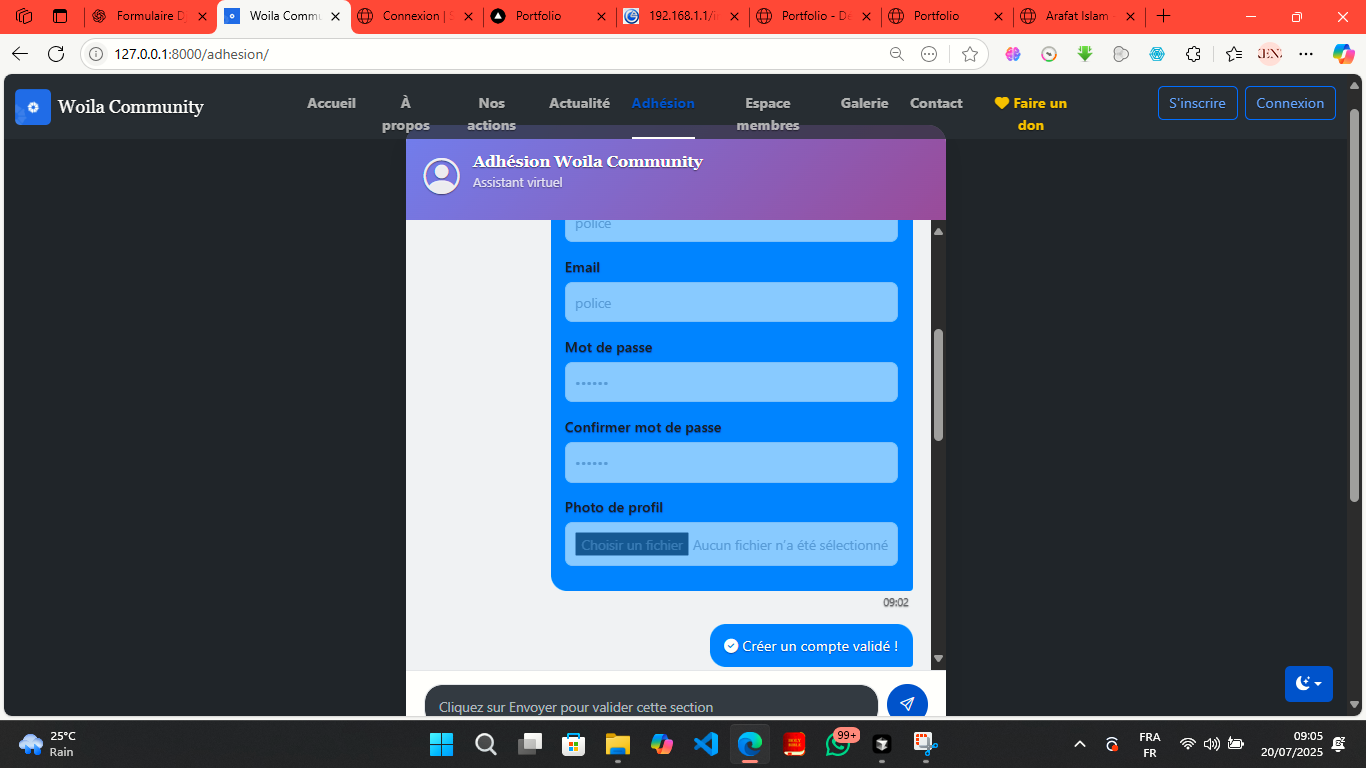 Formulaire D
Woila Commu
Connexion | S
Portfolio
192.168.1.1/in
Portfolio - De
Portfolio
Arafat Islam
127.0.0.1:8000/adhesion/
Woila Community
Accueil
À propos
Nos actions
Actualité
Adhésion
Espace membres
Galerie
Contact
Faire un don
S'inscrire
Connexion
Adhésion Woila Community
Assistant virtuel
police
Email
police
Mot de passe
••••••
Confirmer mot de passe
••••••
Photo de profil
Choisir un fichier Aucun fichier n'a été sélectionné
09:02
Créer un compte validé !
Cliquez sur Envoyer pour valider cette section
25°C
Rain
99+
FRA
FR
09:05
20/07/2025